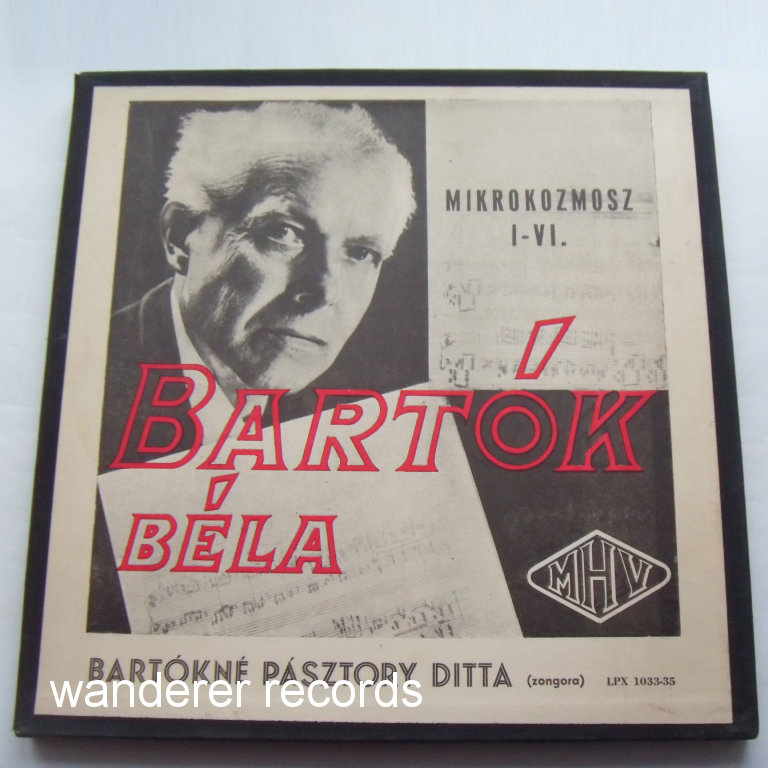 MIKROKOZMOSZ
I-VI.
BARTÓK
BÉLA
MHV
BARTÓKNÉ PÁSZTORY DITTA (zongora) LPX 1033-35
wanderer records